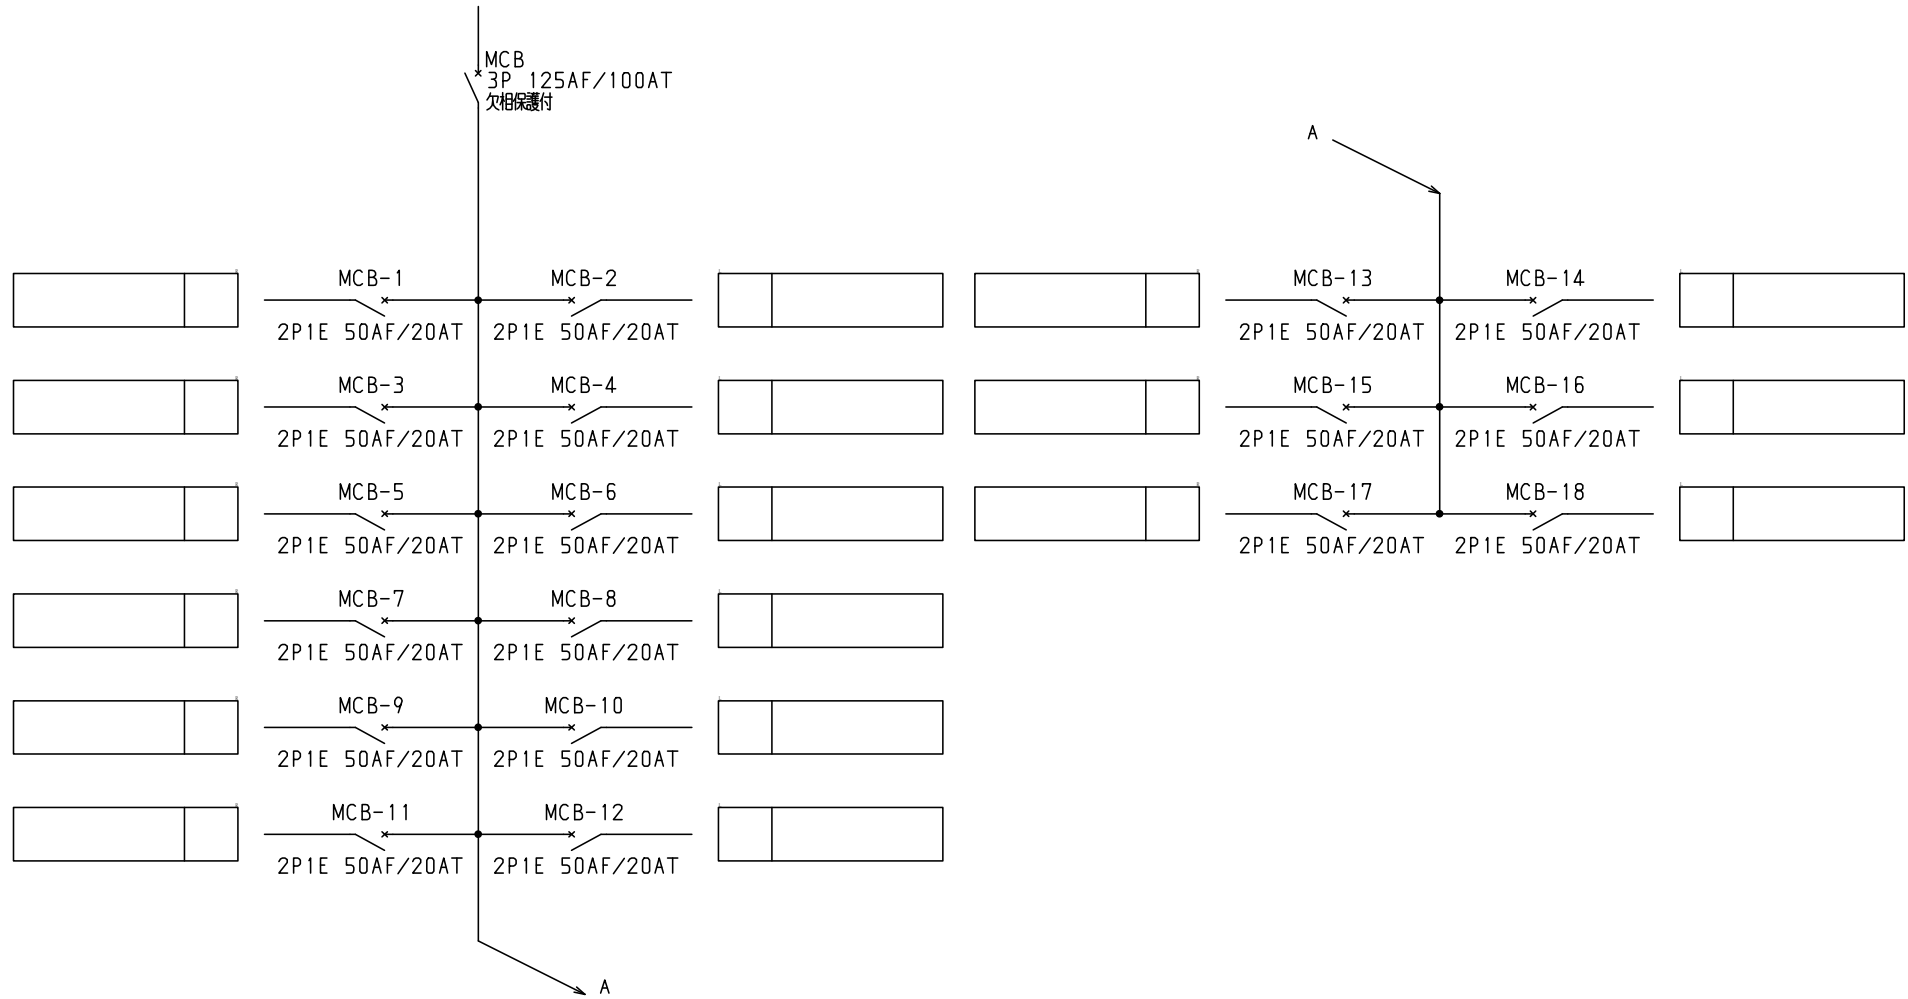 MCB
3P 125AF/100AT
欠相保護付
MCB-1
2P1E 50AF/20AT
MCB-2
2P1E 50AF/20AT
MCB-3
2P1E 50AF/20AT
MCB-4
2P1E 50AF/20AT
MCB-5
2P1E 50AF/20AT
MCB-6
2P1E 50AF/20AT
MCB-7
2P1E 50AF/20AT
MCB-8
2P1E 50AF/20AT
MCB-9
2P1E 50AF/20AT
MCB-10
2P1E 50AF/20AT
MCB-11
2P1E 50AF/20AT
MCB-12
2P1E 50AF/20AT
A
A
MCB-13
2P1E 50AF/20AT
MCB-14
2P1E 50AF/20AT
MCB-15
2P1E 50AF/20AT
MCB-16
2P1E 50AF/20AT
MCB-17
2P1E 50AF/20AT
MCB-18
2P1E 50AF/20AT